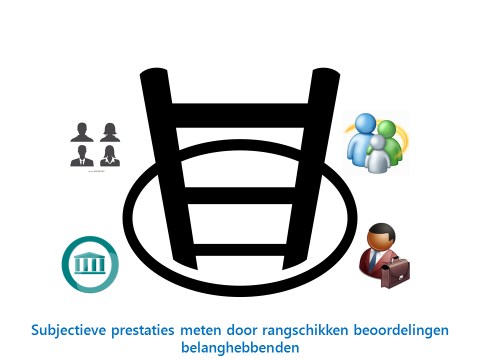 Subjectieve prestaties meten door rangschikken beoordelingen
belanghebbenden